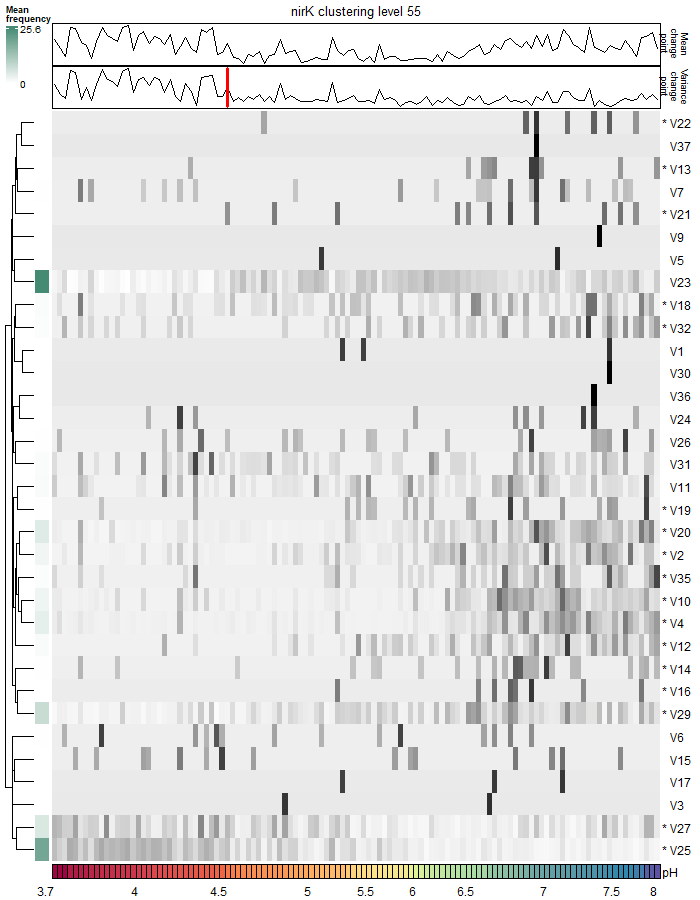 Mean
frequency
25.6
0
nirK clustering level 55
Mean
change
point
Variance
change
point
* V22
V37
* V13
V7
* V21
V9
V5
V23
* V18
* V32
V1
V30
V36
V24
V26
V31
V11
* V19
* V20
* V2
* V35
* V10
* V4
* V12
* V14
* V16
* V29
V6
V15
V17
V3
* V27
* V25
pH
3.7 4 4.5 5 5.5 6 6.5 7 7.5 8